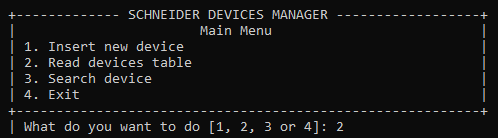 +------------- SCHNEIDER DEVICES MANAGER ------------------+
| Main Menu |
| 1. Insert new device |
| 2. Read devices table |
| 3. Search device |
| 4. Exit |
+----------------------------------------------------------+
| What do you want to do [1, 2, 3 or 4]: 2